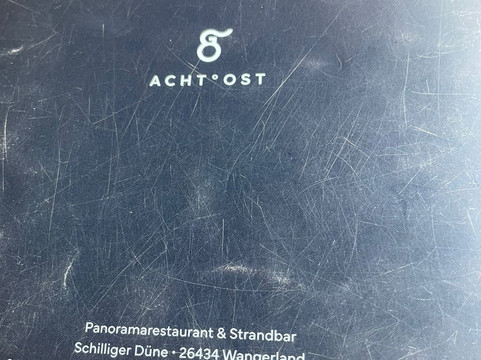 8
ACHT°OST
Panoramarestaurant & Strandbar
Schilliger Düne • 26434 Wangerland